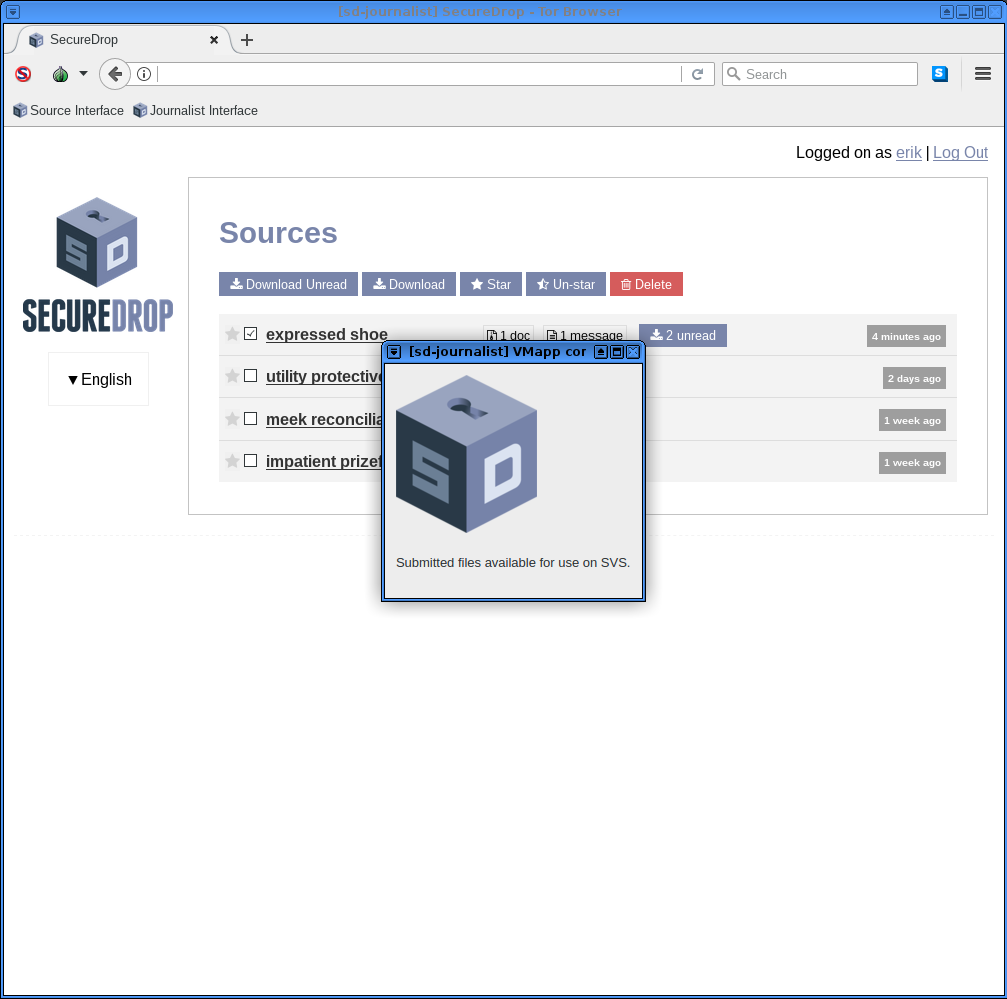 [sd-journalist] SecureDrop - Tor Browser
SecureDrop
Search
S
Source Interface Journalist Interface
Logged on as erik | Log Out
S D
SECUREDROP
▼English
Sources
Download Unread Download Star Un-star Delete
expressed shoe 1 doc 1 message 2 unread 4 minutes ago
utility protective 2 days ago
meek 1 week ago
impatient 1 week ago
[sd-journalist] VMapp cor
S D
Submitted files available for use on SVS.